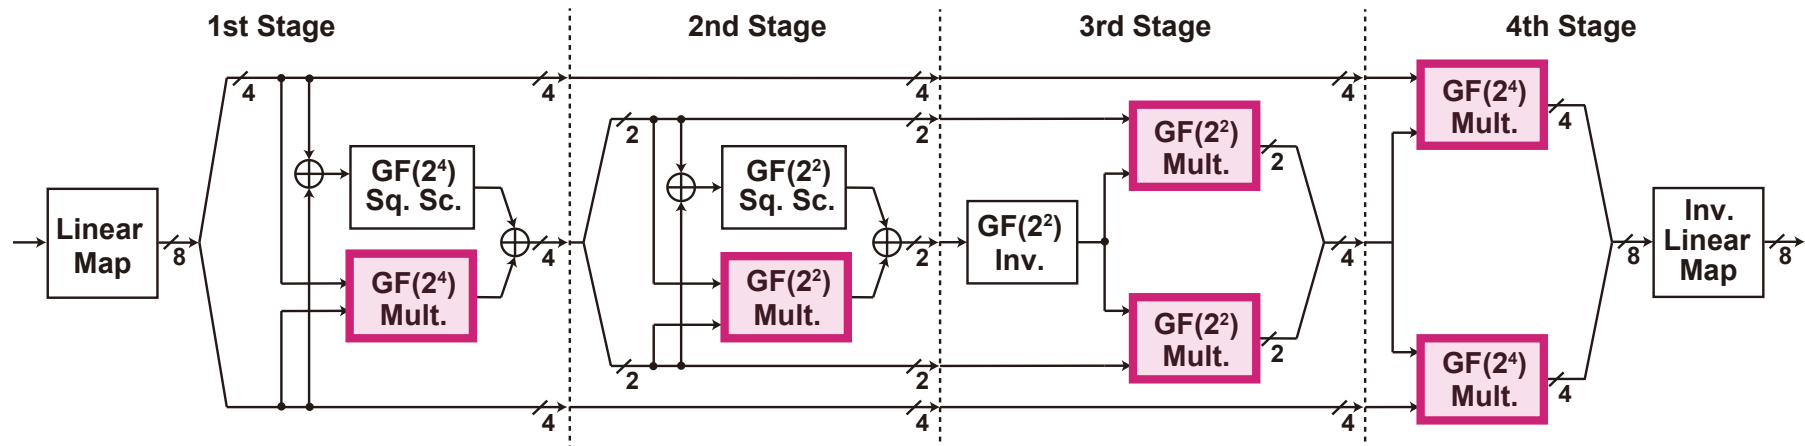 1st Stage
2nd Stage
3rd Stage
4th Stage
Linear
Map
8
4
GF(2⁴)
Sq. Sc.
GF(2⁴)
Mult.
4
4
4
2
GF(2²)
Sq. Sc.
GF(2²)
Mult.
2
4
2
2
2
4
GF(2²)
Inv.
GF(2²)
Mult.
2
GF(2²)
Mult.
2
4
4
4
GF(2⁴)
Mult.
4
GF(2⁴)
Mult.
4
8
Inv.
Linear
Map
8